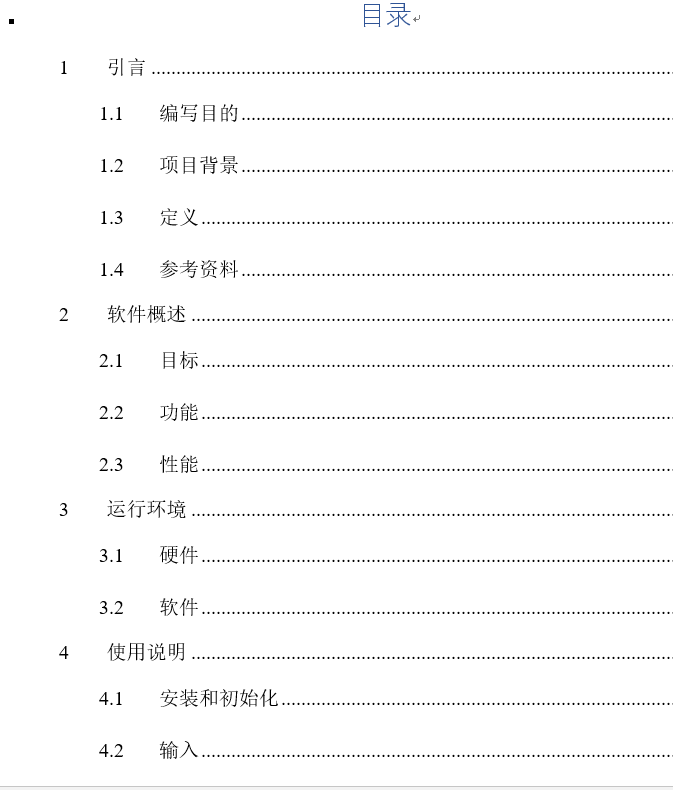 目录
1 引言
1.1 编写目的
1.2 项目背景
1.3 定义
1.4 参考资料
2 软件概述
2.1 目标
2.2 功能
2.3 性能
3 运行环境
3.1 硬件
3.2 软件
4 使用说明
4.1 安装和初始化
4.2 输入